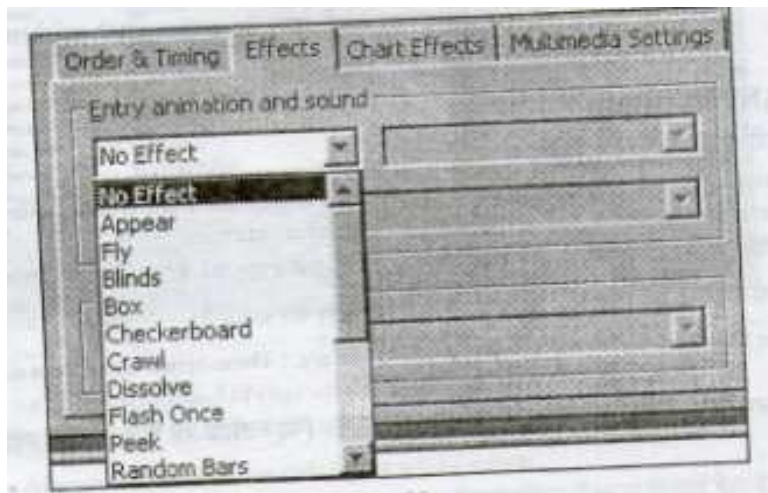 Order & Timing Effects Chart Effects Multimedia Settings
Entry animation and sound
No Effect
No Effect
Appear
Fly
Blinds
Box
Checkerboard
Crawl
Dissolve
Flash Once
Peek
Random Bars